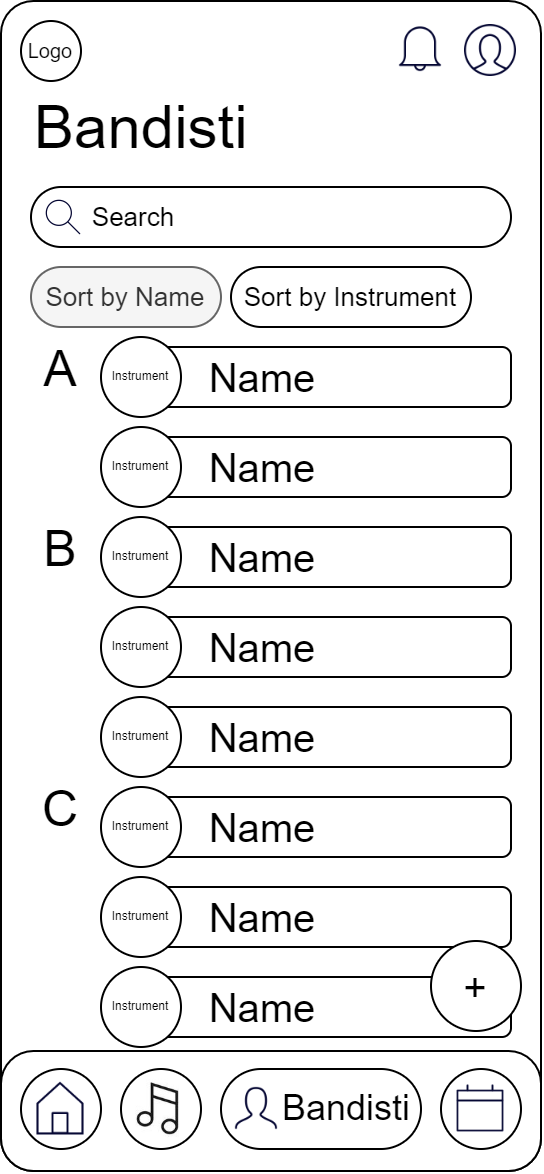 Logo
Bandisti
Search
Sort by Name Sort by Instrument
A Instrument Name
Instrument Name
B Instrument Name
Instrument Name
Instrument Name
C Instrument Name
Instrument Name
Instrument Name +
Bandisti